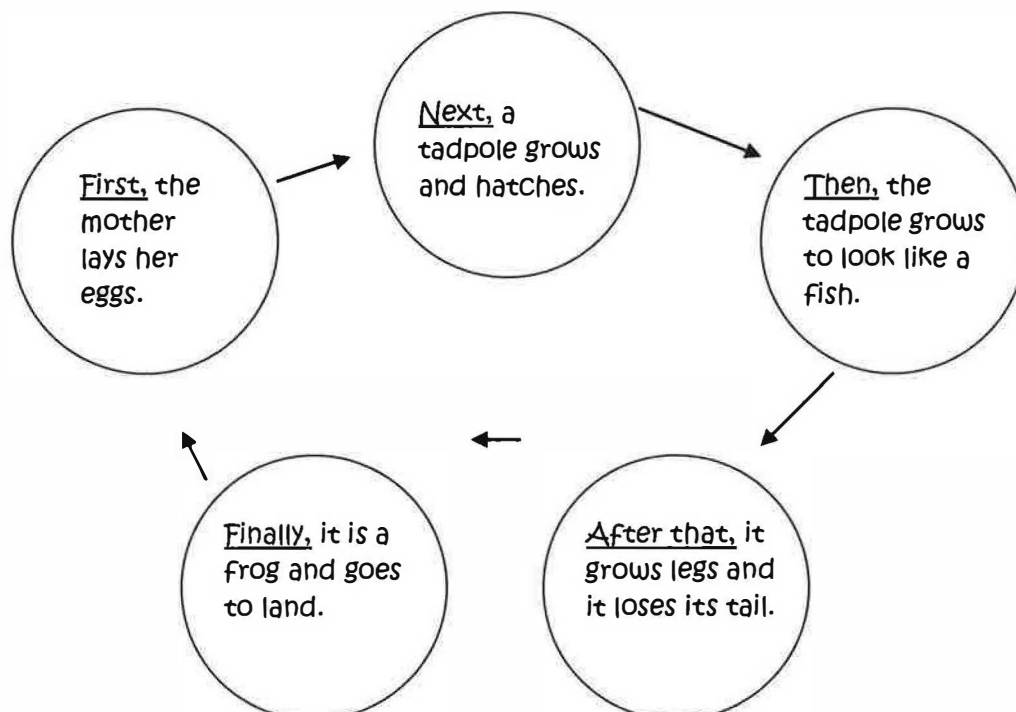 First, the
mother
lays her
eggs.
Next, a
tadpole grows
and hatches.
Then, the
tadpole grows
to look like a
fish.
After that, it
grows legs and
it loses its tail.
Finally, it is a
frog and goes
to land.